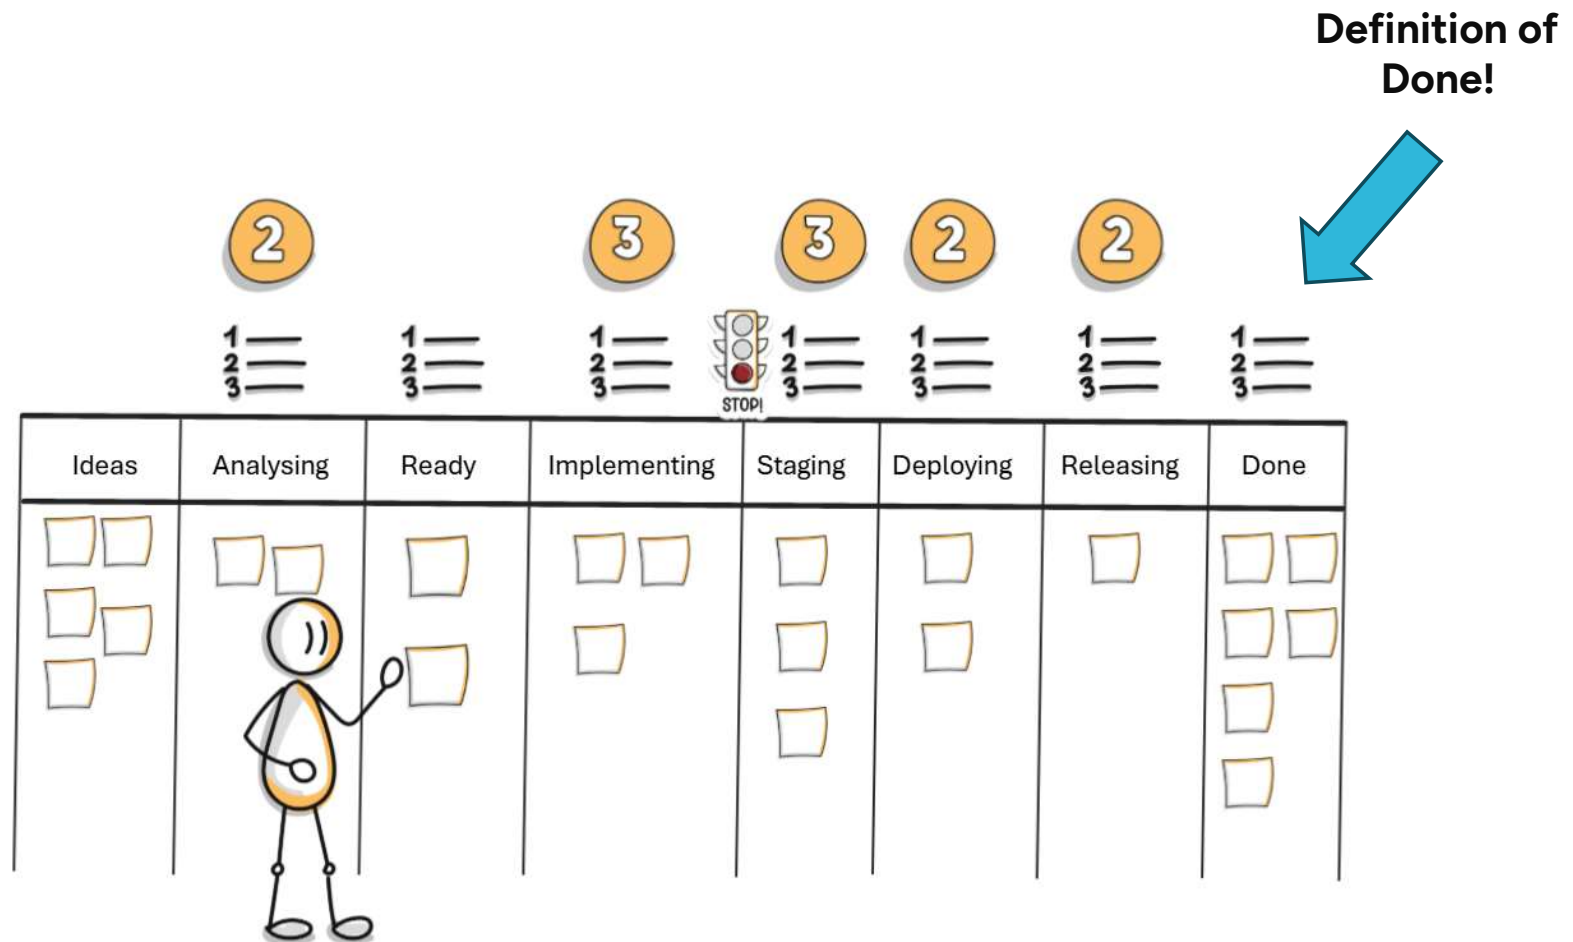 Definition of
Done!
2 3 3 2 2
1 1 1 1 1 1 1
2 2 2 2 2 2 2
3 3 3 3 3 3 3
STOP!
Ideas Analysing Ready Implementing Staging Deploying Releasing Done